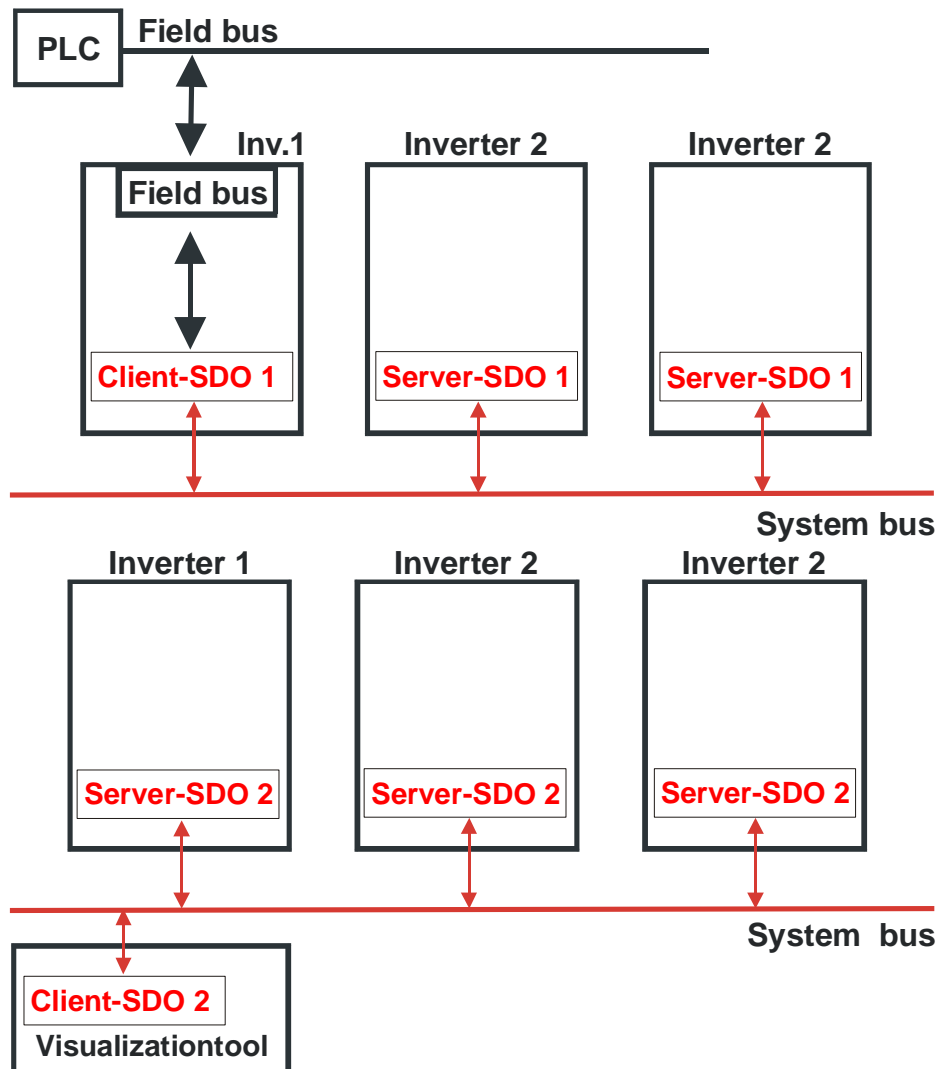 PLC
Field bus
Inv.1
Inverter 2
Inverter 2
Field bus
Client-SDO 1
Server-SDO 1
Server-SDO 1
System bus
Inverter 1
Inverter 2
Inverter 2
Server-SDO 2
Server-SDO 2
Server-SDO 2
System bus
Client-SDO 2
Visualizationtool